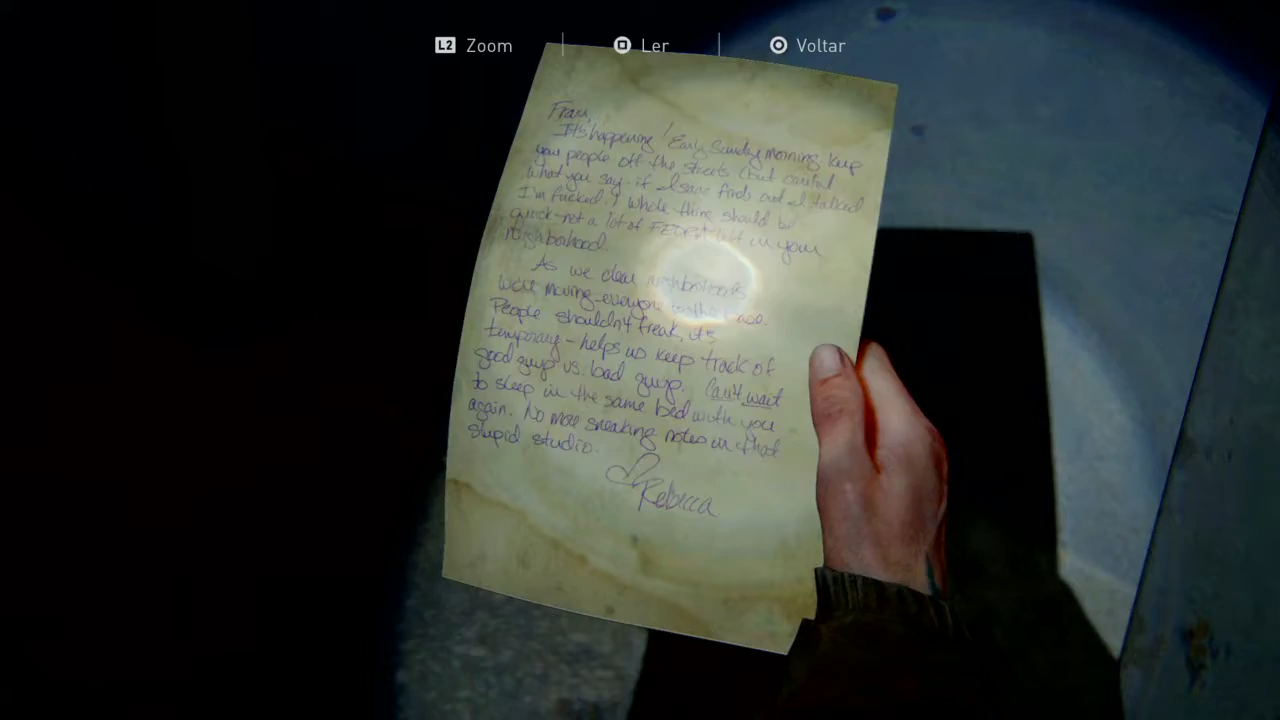 L2 Zoom
Ler
Voltar
Fran,
It's happening! Early Sunday morning keep
your people off the streets (but careful
what you say - if Isaac finds out I talked
I'm fucked.) Whole thing should be
quick - not a lot of FEDRA left in your
neighborhood.
As we clear neighborhoods
we're moving everyone to the base.
People shouldn't freak, it's
temporary - helps us keep track of
good guys vs. bad guys. Can't wait
to sleep in the same bed with you
again. No more sneaking notes in that
stupid studio.
Rebecca